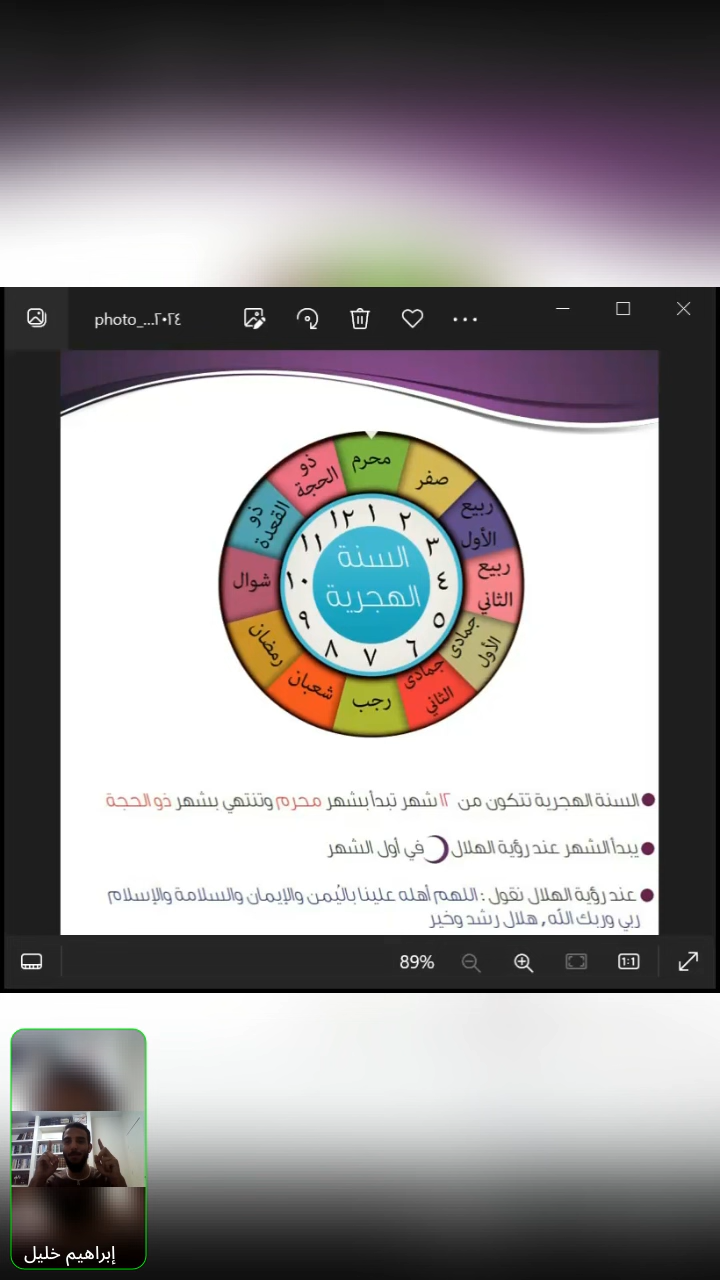 photo_...٢٠٢٤
محرم
صفر
ربيع
الأول
ربيع
الثاني
جمادى
الأول
جمادى
الثاني
رجب
شعبان
رمضان
شوال
ذو
القعدة
ذو
الحجة
١
٢
٣
٤
٥
٦
٧
٨
٩
١٠
١١
١٢
السنة
الهجرية
السنة الهجرية تتكون من ١٢ شهر تبدأ بشهر محرم وتنتهي بشهر ذو الحجة
يبدأ الشهر عند رؤية الهلال في أول الشهر
عند رؤية الهلال نقول : اللهم أهله علينا باليُمن والإيمان والسلامة والإسلام
ربي وربك الله , هلال رشد وخير
89%
1:1
إبراهيم خليل